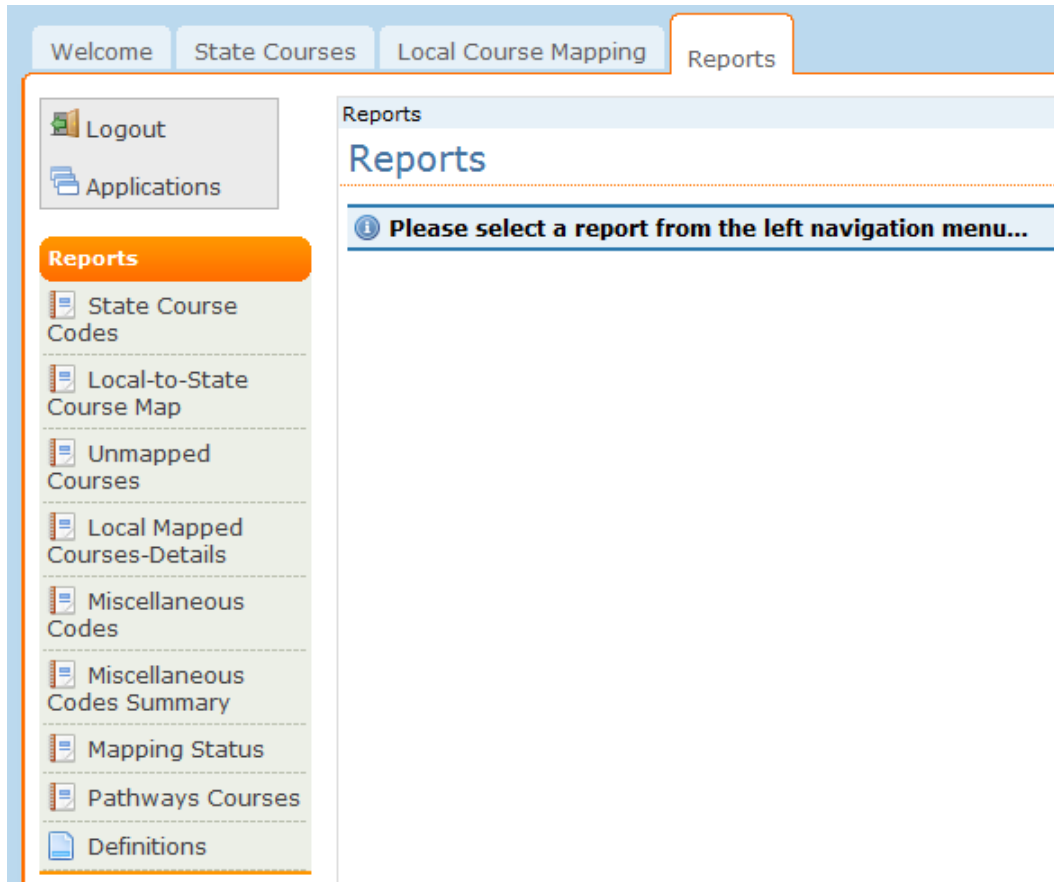 Welcome
State Courses
Local Course Mapping
Reports
Logout
Applications
Reports
State Course
Codes
Local-to-State
Course Map
Unmapped
Courses
Local Mapped
Courses-Details
Miscellaneous
Codes
Miscellaneous
Codes Summary
Mapping Status
Pathways Courses
Definitions
Reports
Reports
Please select a report from the left navigation menu...